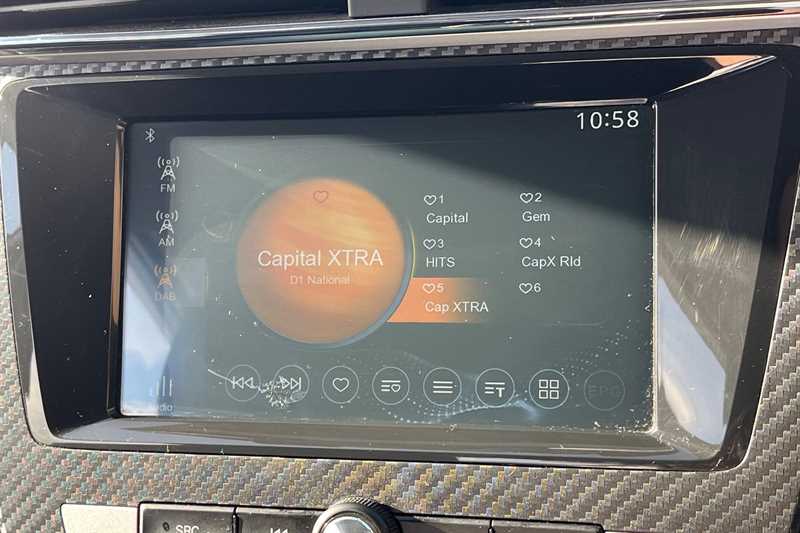 10:58
FM
AM
DAB
Capital XTRA
D1 National
1
Capital
2
Gem
3
HITS
4
CapX Rld
5
Cap XTRA
6
EPG
SRC